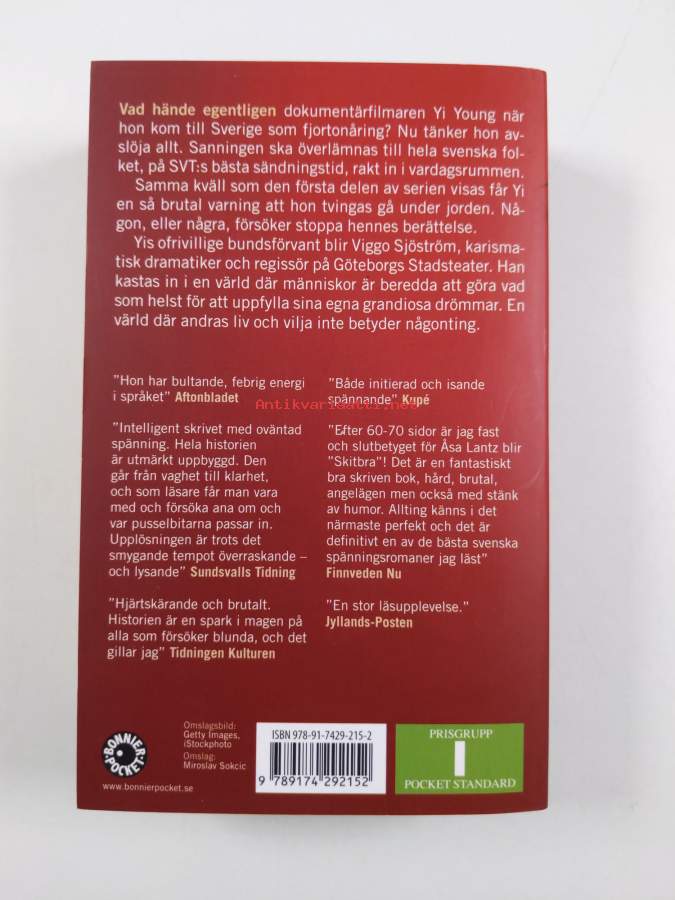 Vad hände egentligen dokumentärfilmaren Yi Young när
hon kom till Sverige som fjortonåring? Nu tänker hon av-
slöja allt. Sanningen ska överlämnas till hela svenska fol-
ket, på SVT:s bästa sändningstid, rakt in i vardagsrummen.
Samma kväll som den första delen av serien visas får Yi
en så brutal varning att hon tvingas gå under jorden. Nå-
gon, eller några, försöker stoppa hennes berättelse.
Yis ofrivillige bundsförvant blir Viggo Sjöström, karisma-
tisk dramatiker och regissör på Göteborgs Stadsteater. Han
kastas in i en värld där människor är beredda att göra vad
som helst för att uppfylla sina egna grandiosa drömmar. En
värld där andras liv och vilja inte betyder någonting.
"Hon har bultande, febrig energi
i språket" Aftonbladet
"Intelligent skrivet med oväntad
spänning. Hela historien
är utmärkt uppbyggd. Den
går från vaghet till klarhet,
och som läsare får man vara
med och försöka ana om och
var pusselbitarna passar in.
Upplösningen är trots det
smygande tempot överraskande –
och lysande" Sundsvalls Tidning
"Hjärtskärande och brutalt.
Historien är en spark i magen på
alla som försöker blunda, och det
gillar jag" Tidningen Kulturen
"Både initierad och isande
spännande" Kupé
"Efter 60-70 sidor är jag fast
och slutbetyget för Åsa Lantz blir
"Skitbra"! Det är en fantastiskt
bra skriven bok, hård, brutal,
angelägen men också med stänk
av humor. Allting känns i det
närmaste perfekt och det är
definitivt en av de bästa svenska
spänningsromaner jag läst"
Finnveden Nu
"En stor läsupplevelse."
Jyllands-Posten
Antikvariaatti.net
BONNIER
POCKET
www.bonnierpocket.se
Omslagsbild:
Getty Images,
iStockphoto
Omslag:
Miroslav Sokcic
ISBN 978-91-7429-215-2
9 789174 292152
PRISGRUPP
1
POCKET STANDARD